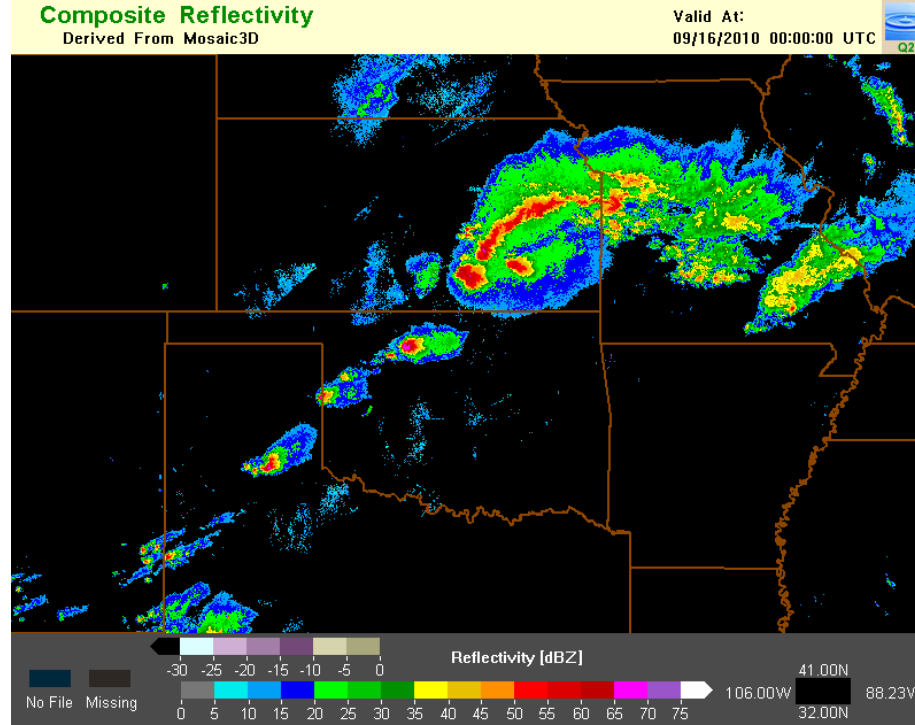 Composite Reflectivity
Derived From Mosaic3D
Valid At:
09/16/2010 00:00:00 UTC
Q2
Reflectivity [dBZ]
-30 -25 -20 -15 -10 -5 0
No File Missing
0 5 10 15 20 25 30 35 40 45 50 55 60 65 70 75
41.00N
106.00W 88.23W
32.00N